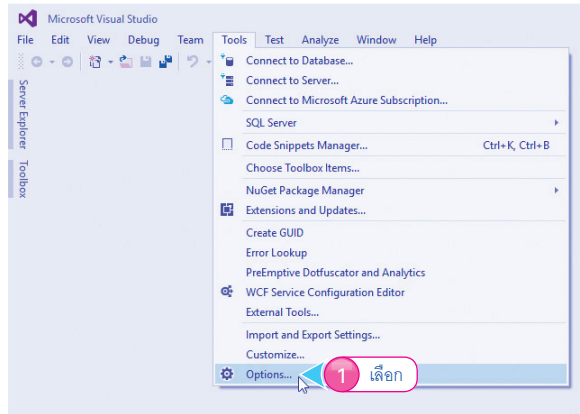 Microsoft Visual Studio
File Edit View Debug Team Tools Test Analyze Window Help
Server Explorer
Toolbox
Connect to Database...
Connect to Server...
Connect to Microsoft Azure Subscription...
SQL Server
Code Snippets Manager... Ctrl+K, Ctrl+B
Choose Toolbox Items...
NuGet Package Manager
Extensions and Updates...
Create GUID
Error Lookup
PreEmptive Dotfuscator and Analytics
WCF Service Configuration Editor
External Tools...
Import and Export Settings...
Customize...
Options... 1 เลือก